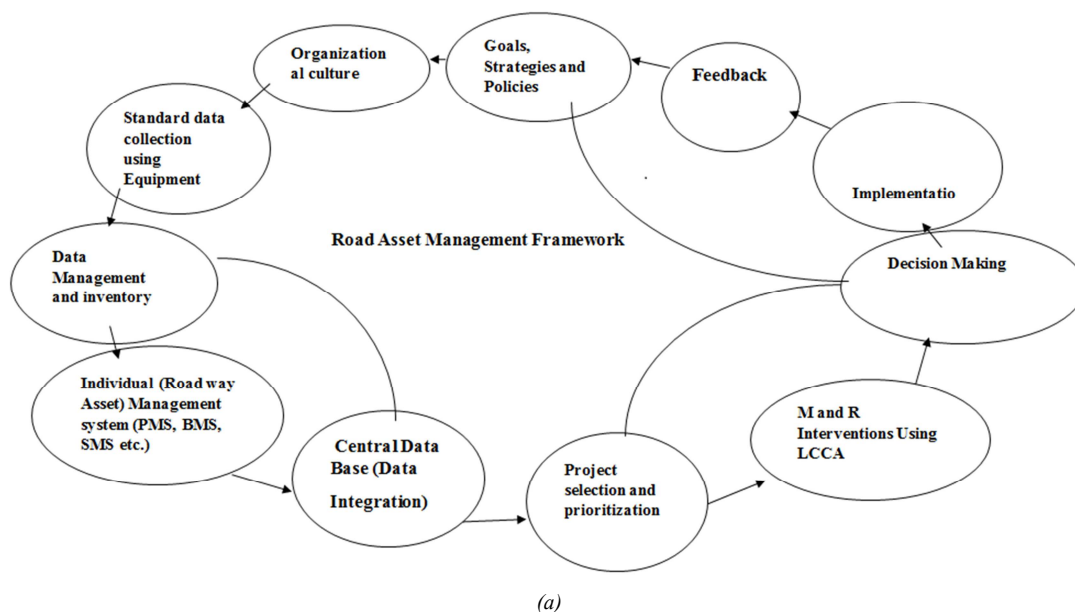 Organization
al culture
Goals,
Strategies and
Policies
Feedback
Standard data
collection
using
Equipment
Implementatio
Road Asset Management Framework
Data
Management
and inventory
Decision Making
Individual (Road way
Asset) Management
system (PMS, BMS,
SMS etc.)
Central Data
Base (Data
Integration)
Project
selection and
prioritization
M and R
Interventions Using
LCCA
(a)